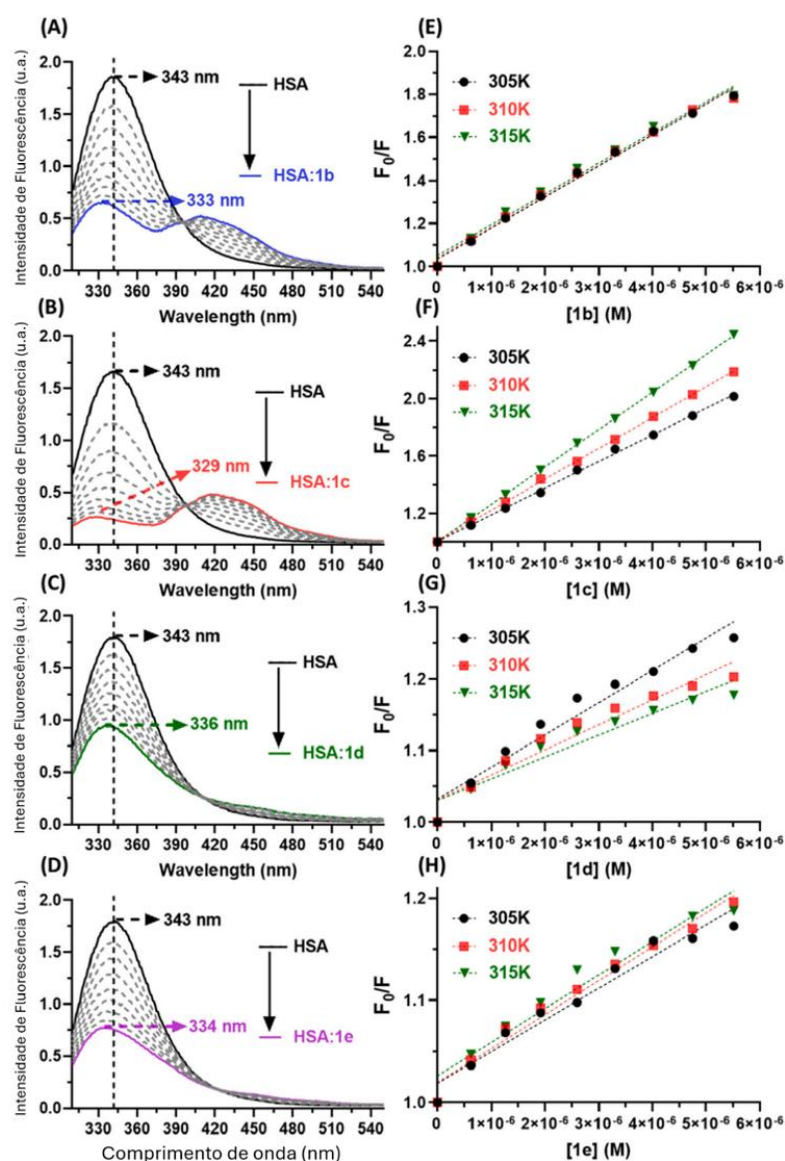 (A)
Intensidade de Fluorescência (u.a.)
2.0
1.5
1.0
0.5
0.0
343 nm
HSA
333 nm
HSA:1b
330 360 390 420 450 480 510 540
Wavelength (nm)
(E)
F₀/F
2.0
1.8
1.6
1.4
1.2
1.0
305K
310K
315K
0 1×10⁻⁶ 2×10⁻⁶ 3×10⁻⁶ 4×10⁻⁶ 5×10⁻⁶ 6×10⁻⁶
[1b] (M)
(B)
Intensidade de Fluorescência (u.a.)
2.0
1.5
1.0
0.5
0.0
343 nm
HSA
329 nm
HSA:1c
330 360 390 420 450 480 510 540
Wavelength (nm)
(F)
F₀/F
2.4
2.0
1.6
1.2
305K
310K
315K
0 1×10⁻⁶ 2×10⁻⁶ 3×10⁻⁶ 4×10⁻⁶ 5×10⁻⁶ 6×10⁻⁶
[1c] (M)
(C)
Intensidade de Fluorescência (u.a.)
2.0
1.5
1.0
0.5
0.0
343 nm
HSA
336 nm
HSA:1d
330 360 390 420 450 480 510 540
Wavelength (nm)
(G)
F₀/F
1.3
1.2
1.1
1.0
305K
310K
315K
0 1×10⁻⁶ 2×10⁻⁶ 3×10⁻⁶ 4×10⁻⁶ 5×10⁻⁶ 6×10⁻⁶
[1d] (M)
(D)
Intensidade de Fluorescência (u.a.)
2.0
1.5
1.0
0.5
0.0
343 nm
HSA
334 nm
HSA:1e
330 360 390 420 450 480 510 540
Comprimento de onda (nm)
(H)
F₀/F
1.2
1.1
1.0
305K
310K
315K
0 1×10⁻⁶ 2×10⁻⁶ 3×10⁻⁶ 4×10⁻⁶ 5×10⁻⁶ 6×10⁻⁶
[1e] (M)